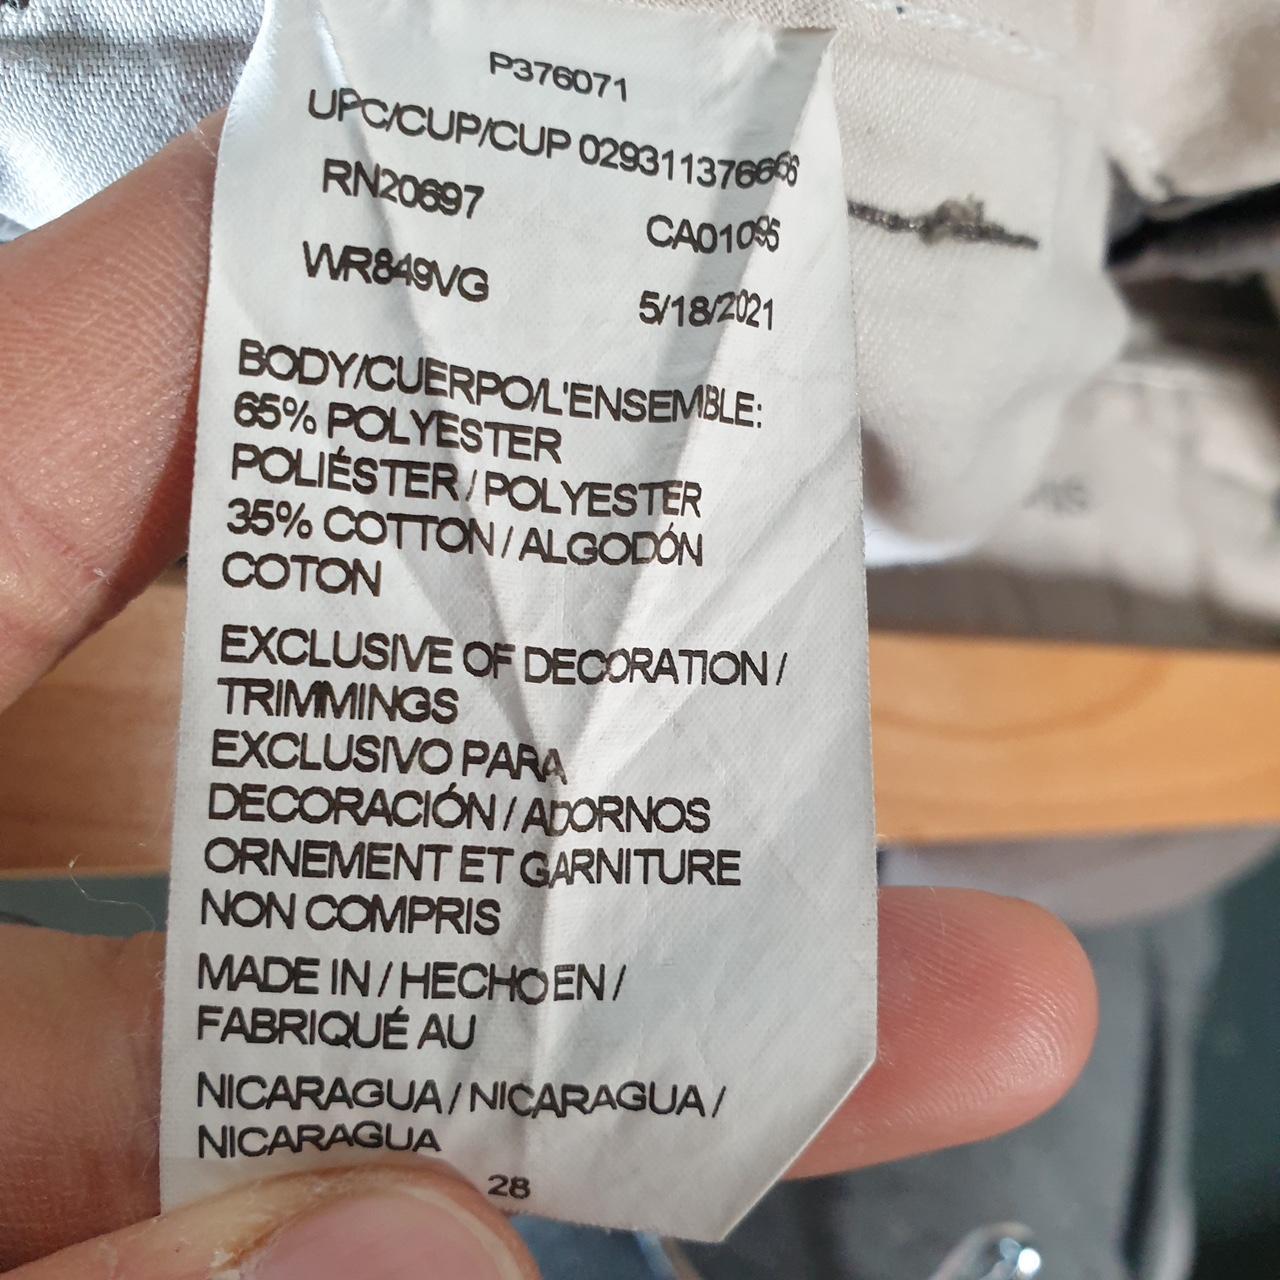 P376071
UPC/CUP/CUP 029311376666
RN20697 CA01095
WR849VG 5/18/2021
BODY/CUERPO/L'ENSEMBLE:
65% POLYESTER
POLIÉSTER / POLYESTER
35% COTTON / ALGODÓN
COTON
EXCLUSIVE OF DECORATION /
TRIMMINGS
EXCLUSIVO PARA
DECORACIÓN / ADORNOS
ORNEMENT ET GARNITURE
NON COMPRIS
MADE IN / HECHO EN /
FABRIQUÉ AU
NICARAGUA / NICARAGUA /
NICARAGUA
28